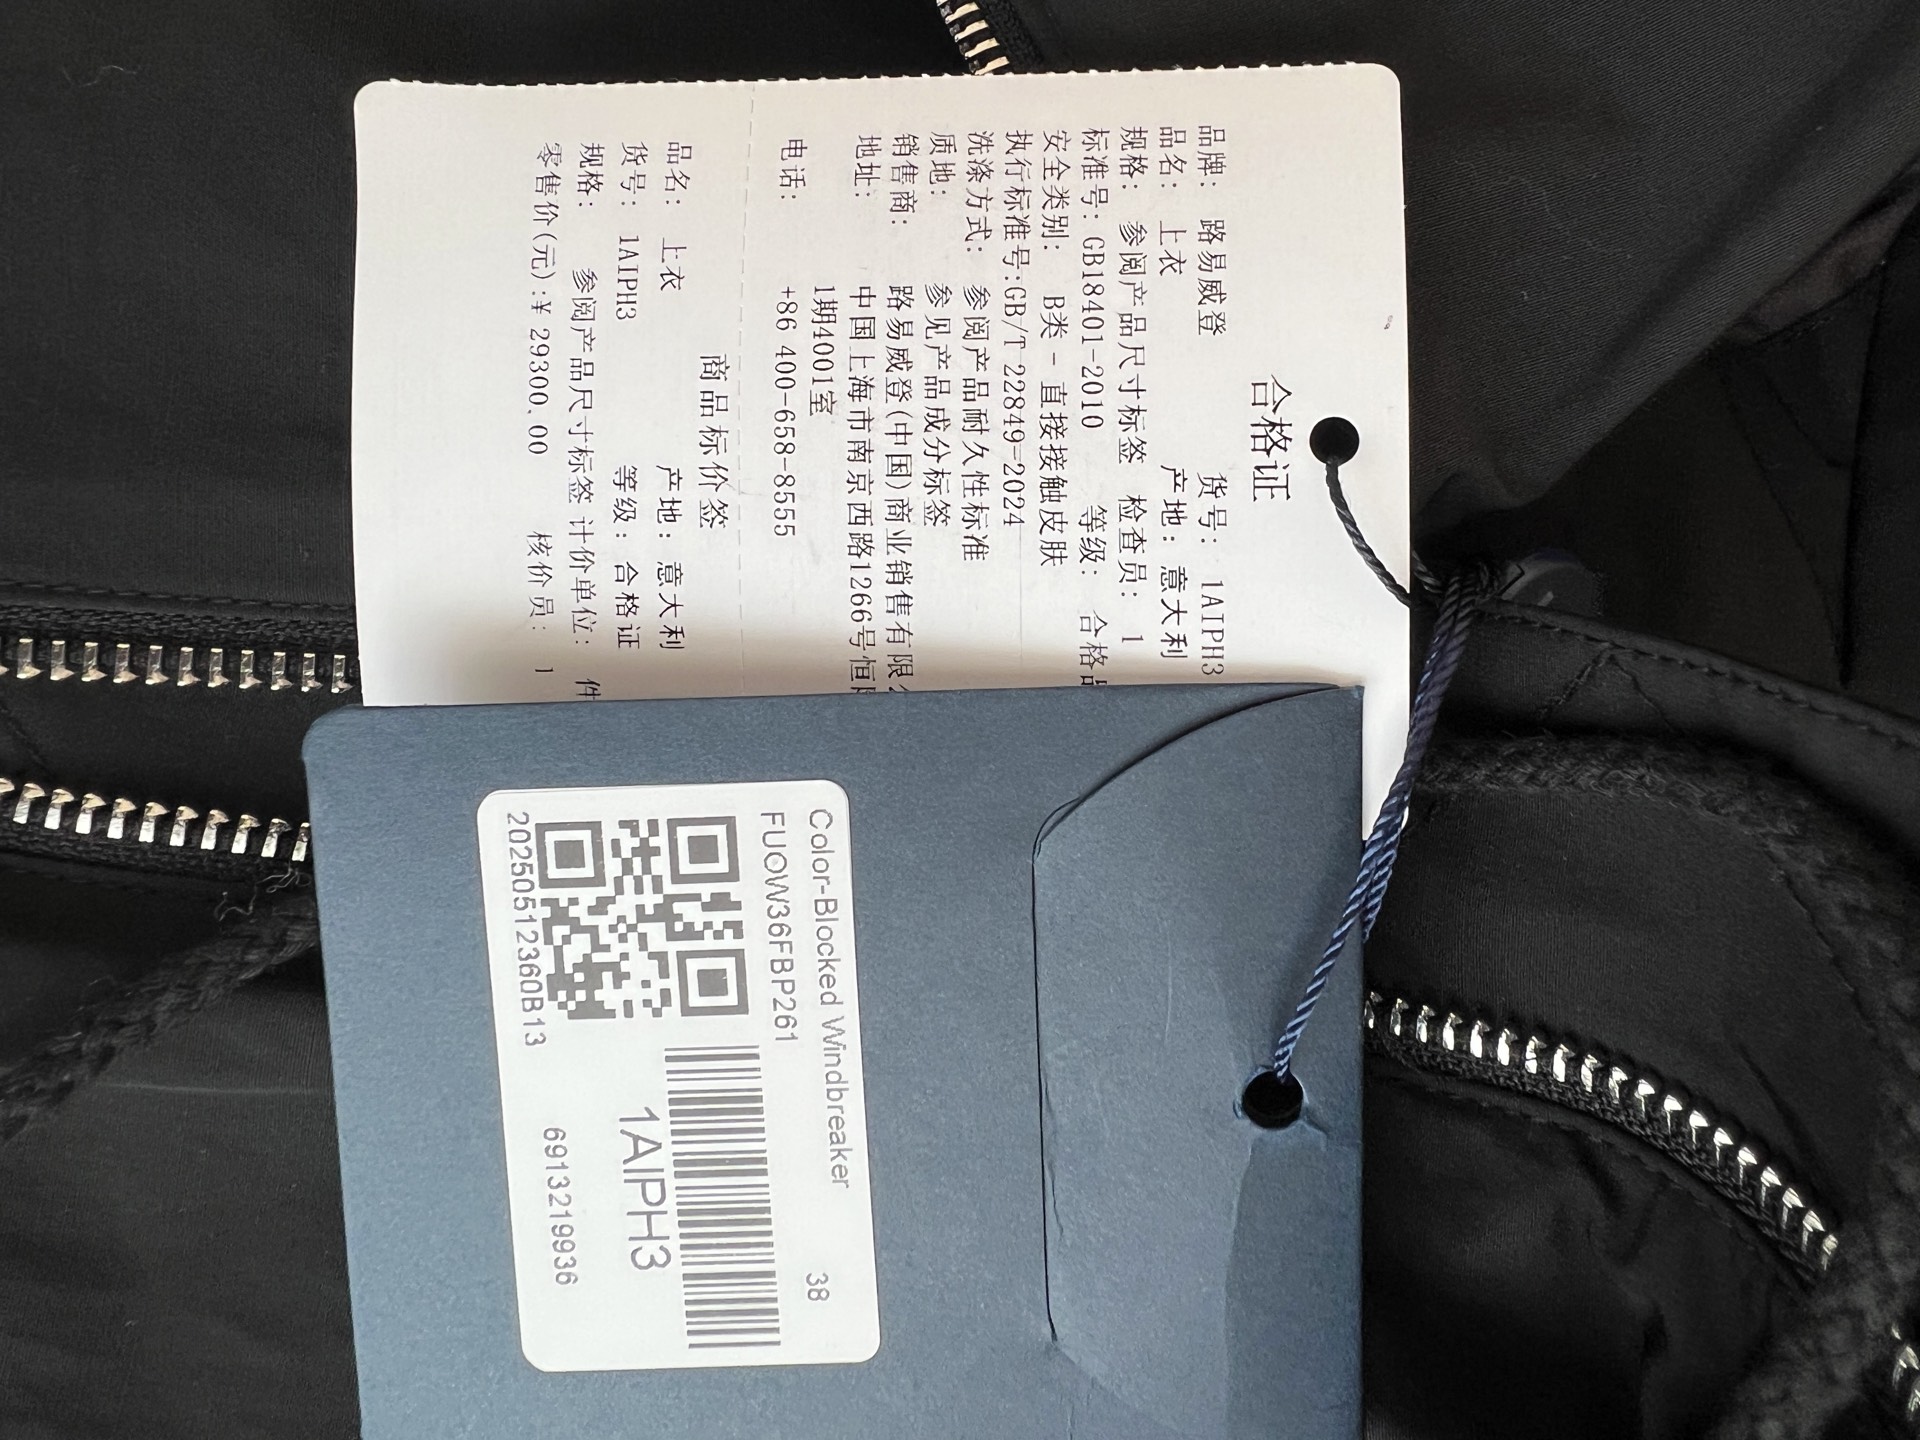 合格证
品牌: 路易威登 货号: 1AIPH3
品名: 上衣 产地: 意大利
规格: 参阅产品尺寸标签 检查员: 1
标准号: GB18401-2010 等级: 合格品
安全类别: B类 - 直接接触皮肤
执行标准号:GB/T 22849-2024
洗涤方式: 参阅产品耐久性标准
质地: 参见产品成分标签
销售商: 路易威登(中国)商业销售有限
地址: 中国上海市南京西路1266号恒
1期4001室
电话: +86 400-658-8555
商品标价签
品名: 上衣 产地: 意大利
货号: 1AIPH3 等级: 合格证
规格: 参阅产品尺寸标签 计价单位: 件
零售价(元):¥ 29300.00 核价员: 1
Color-Blocked Windbreaker 38
FUOW36FBP261
1AIPH3
20250512360B13 6913219936